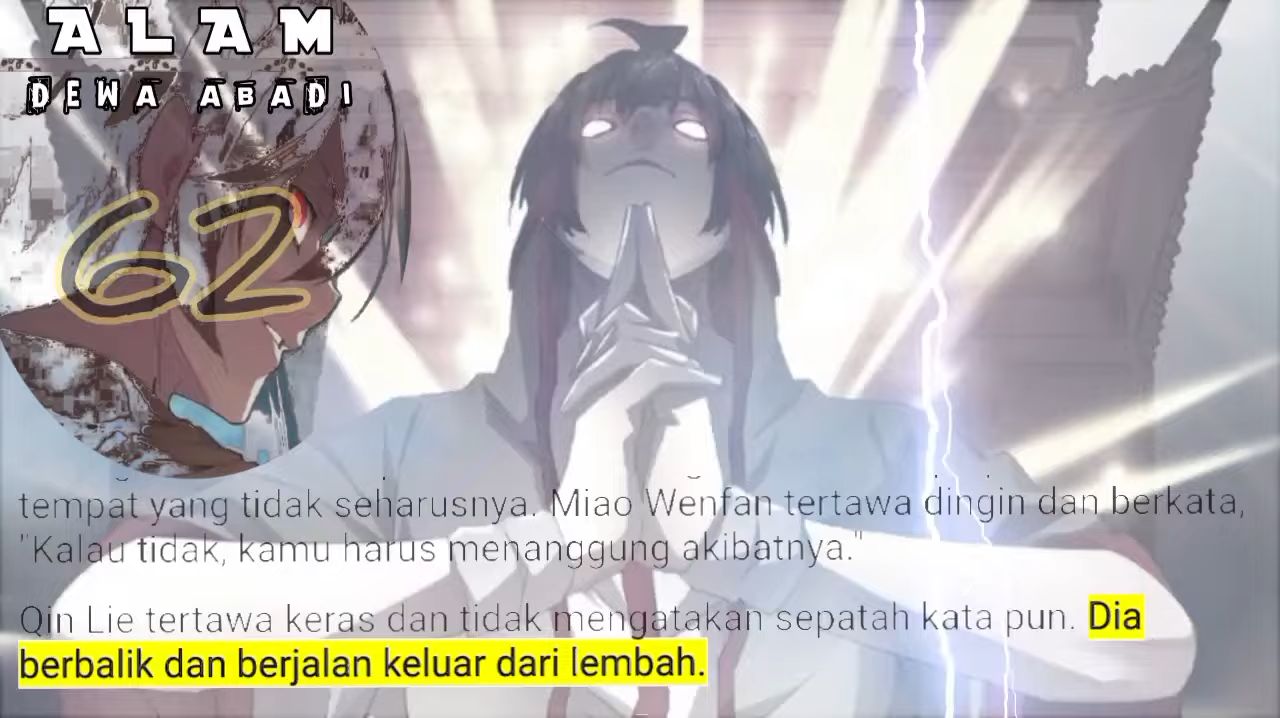 ALAM
DEWA ABADI
62
tempat yang tidak seharusnya. Miao Wenfan tertawa dingin dan berkata,
"Kalau tidak, kamu harus menanggung akibatnya."
Qin Lie tertawa keras dan tidak mengatakan sepatah kata pun. Dia
berbalik dan berjalan keluar dari lembah.